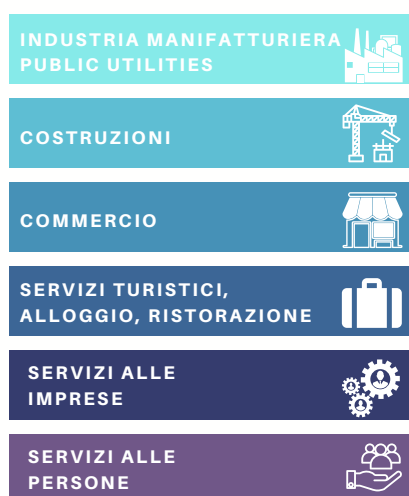 INDUSTRIA MANIFATTURIERA
PUBLIC UTILITIES
COSTRUZIONI
COMMERCIO
SERVIZI TURISTICI,
ALLOGGIO, RISTORAZIONE
SERVIZI ALLE
IMPRESE
SERVIZI ALLE
PERSONE